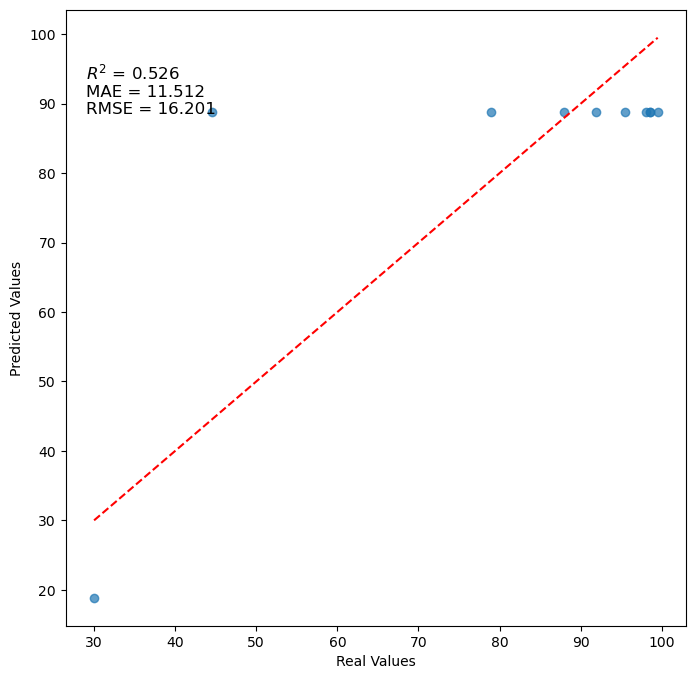 100
90
80
70
60
50
40
30
20
R² = 0.526
MAE = 11.512
RMSE = 16.201
Predicted Values
30 40 50 60 70 80 90 100
Real Values